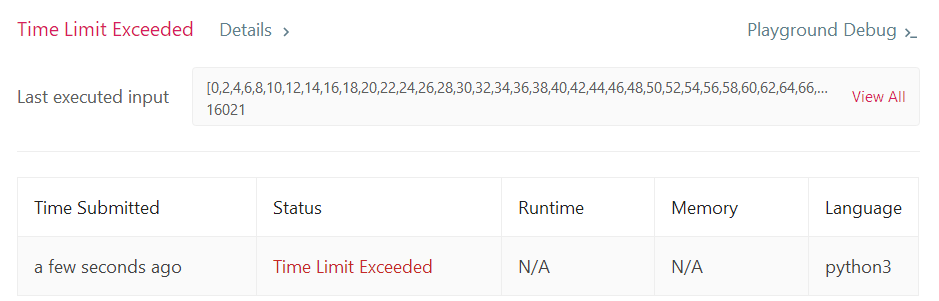 Time Limit Exceeded Details > Playground Debug >_
Last executed input
[0,2,4,6,8,10,12,14,16,18,20,22,24,26,28,30,32,34,36,38,40,42,44,46,48,50,52,54,56,58,60,62,64,66,...
16021
View All
Time Submitted Status Runtime Memory Language
a few seconds ago Time Limit Exceeded N/A N/A python3